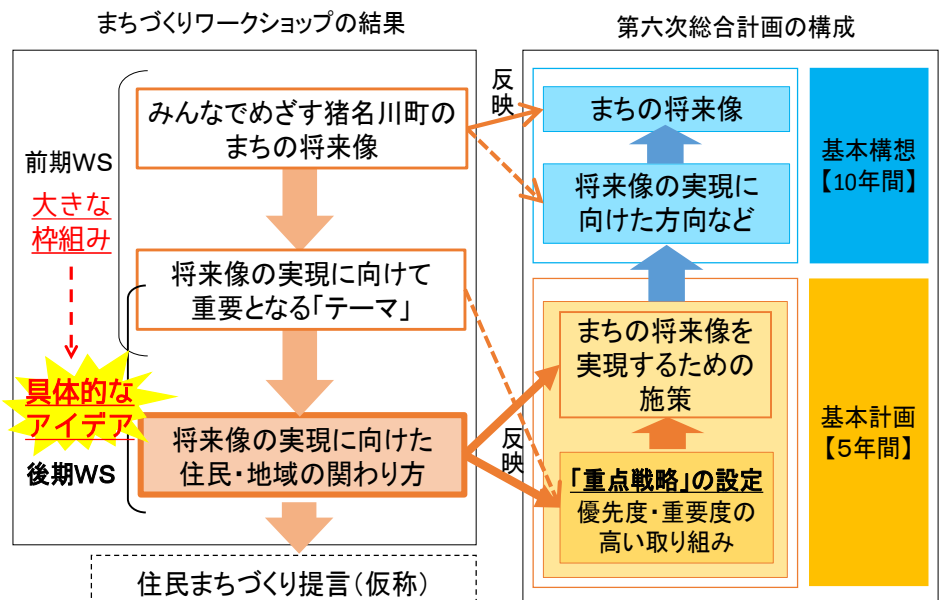 まちづくりワークショップの結果
前期WS
大きな
枠組み
具体的な
アイデア
後期WS
みんなでめざす猪名川町の
まちの将来像
将来像の実現に向けて
重要となる「テーマ」
将来像の実現に向けた
住民・地域の関わり方
住民まちづくり提言(仮称)
反映
反映
第六次総合計画の構成
まちの将来像
将来像の実現に
向けた方向など
基本構想
【10年間】
まちの将来像を
実現するための
施策
「重点戦略」の設定
優先度・重要度の
高い取り組み
基本計画
【5年間】